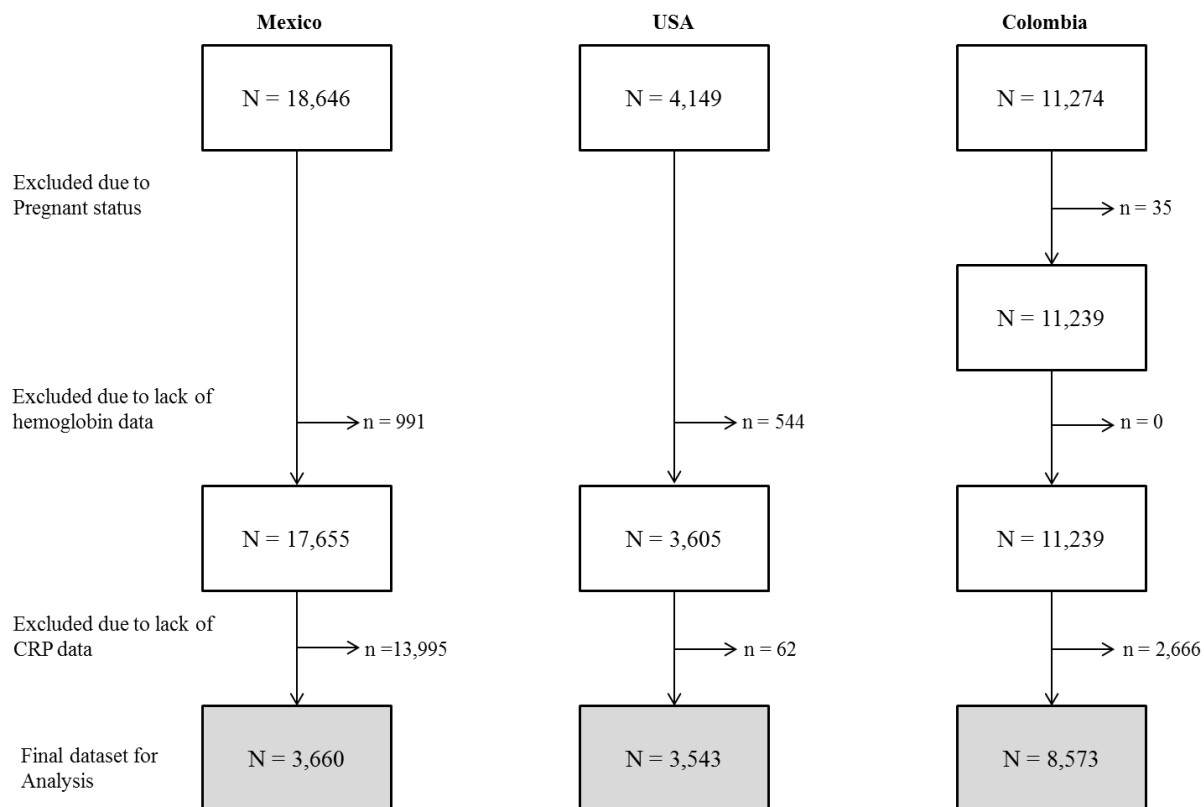 Mexico
USA
Colombia
N = 18,646
N = 4,149
N = 11,274
Excluded due to
Pregnant status
n = 35
N = 11,239
Excluded due to lack of
hemoglobin data
n = 991
n = 544
n = 0
N = 17,655
N = 3,605
N = 11,239
Excluded due to lack of
CRP data
n =13,995
n = 62
n = 2,666
Final dataset for
Analysis
N = 3,660
N = 3,543
N = 8,573